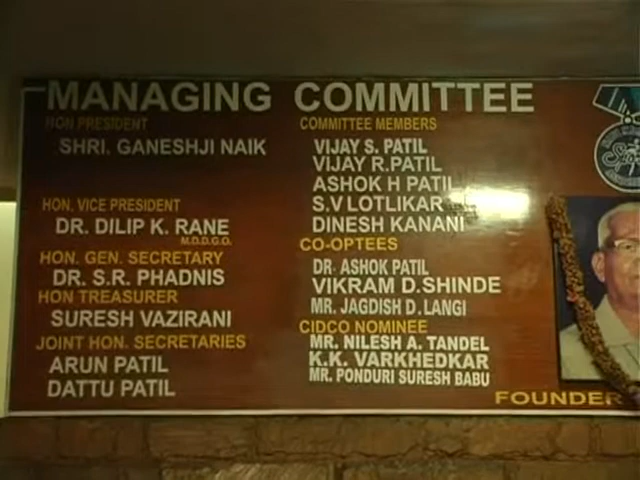 MANAGING COMMITTEE
HON PRESIDENT
SHRI. GANESHJI NAIK
HON. VICE PRESIDENT
DR. DILIP K. RANE
M.D.D.G.O.
HON. GEN. SECRETARY
DR. S.R. PHADNIS
HON TREASURER
SURESH VAZIRANI
JOINT HON. SECRETARIES
ARUN PATIL
DATTU PATIL
COMMITTEE MEMBERS
VIJAY S. PATIL
VIJAY R.PATIL
ASHOK H PATIL
S.V LOTLIKAR
DINESH KANANI
CO-OPTEES
DR. ASHOK PATIL
VIKRAM D.SHINDE
MR. JAGDISH D. LANGI
CIDCO NOMINEE
MR. NILESH A. TANDEL
K.K. VARKHEDKAR
MR. PONDURI SURESH BABU
FOUNDER